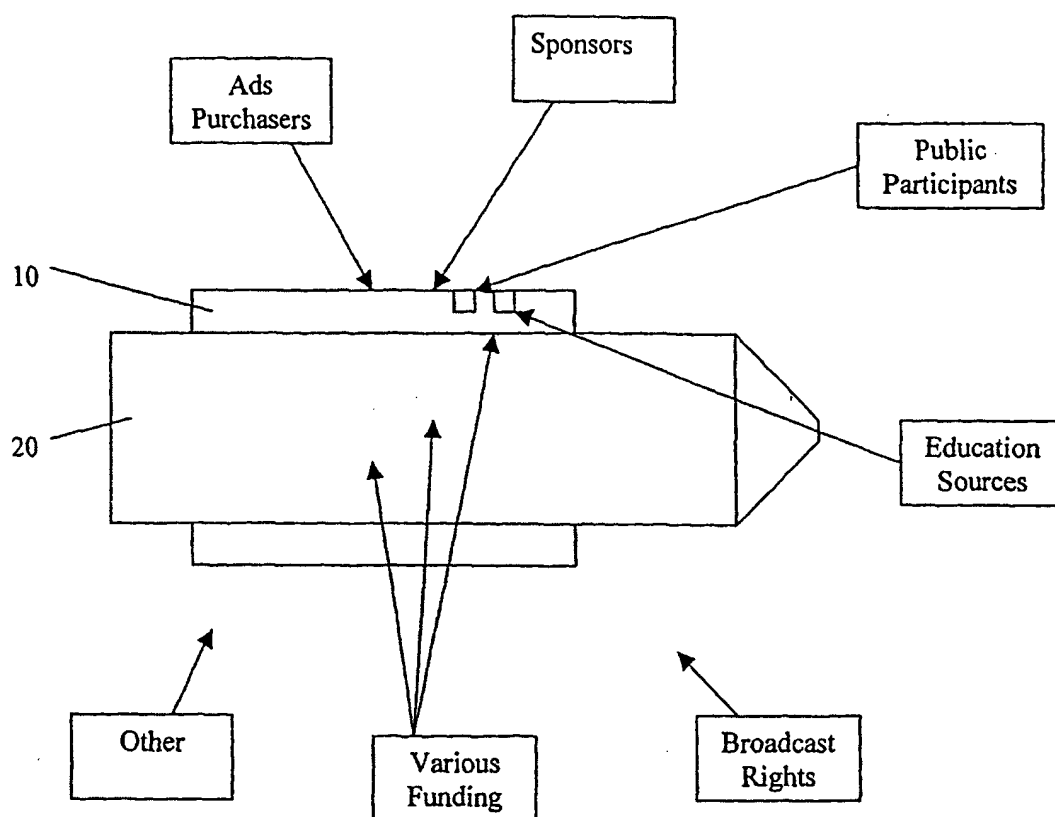 Sponsors
Ads
Purchasers
Public
Participants
10
20
Education
Sources
Other
Various
Funding
Broadcast
Rights